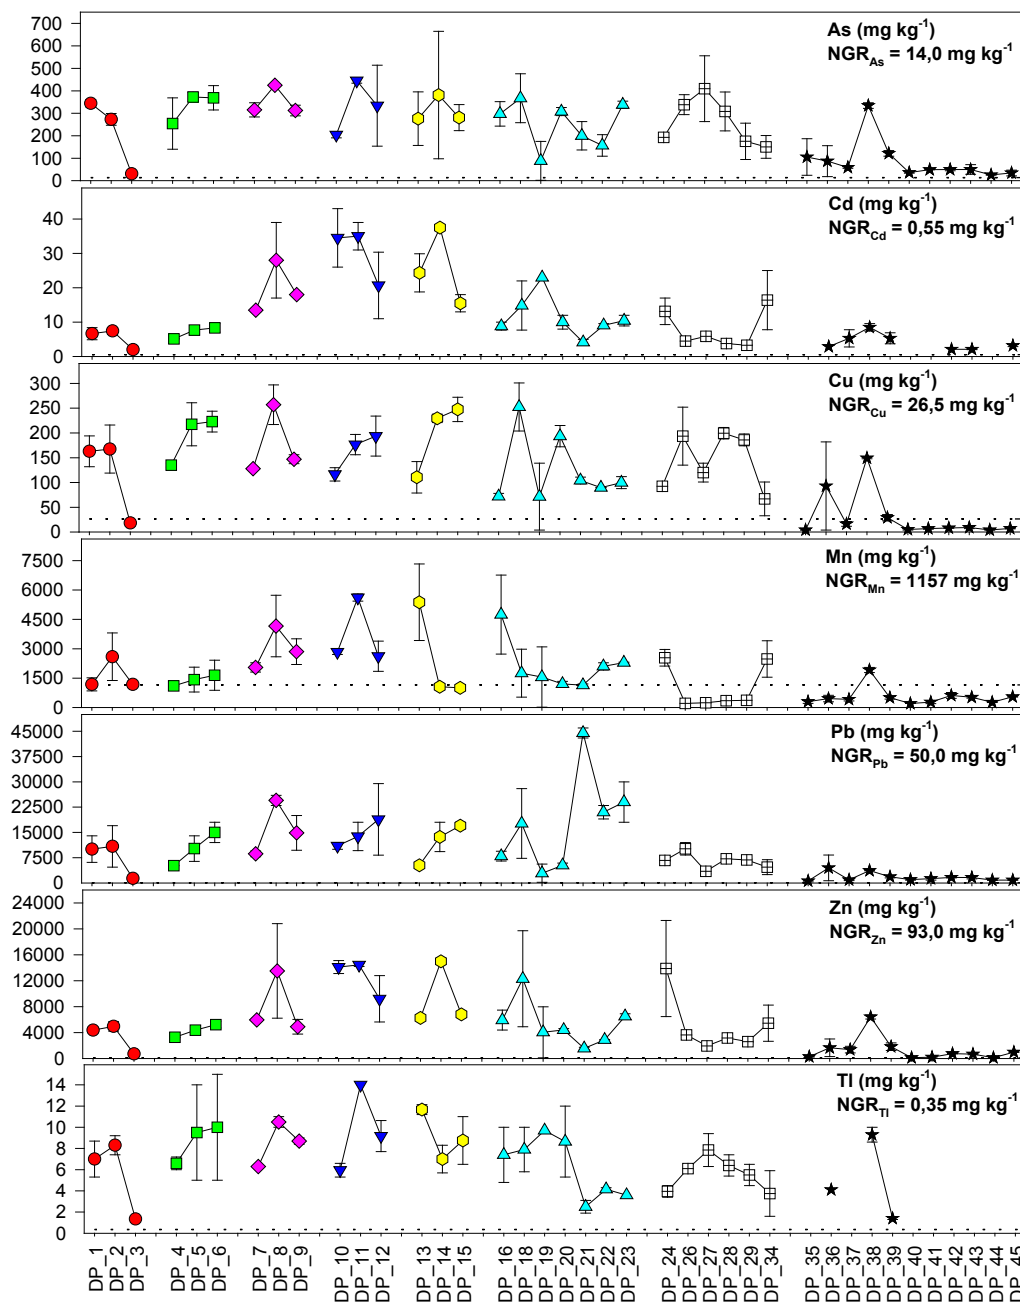 700
600
500
400
300
200
100
0
As (mg kg-1)
NGRAs = 14,0 mg kg-1
40
30
20
10
0
Cd (mg kg-1)
NGRCd = 0,55 mg kg-1
300
250
200
150
100
50
0
Cu (mg kg-1)
NGRCu = 26,5 mg kg-1
7500
6000
4500
3000
1500
0
Mn (mg kg-1)
NGRMn = 1157 mg kg-1
45000
37500
30000
22500
15000
7500
0
Pb (mg kg-1)
NGRPb = 50,0 mg kg-1
24000
20000
16000
12000
8000
4000
0
Zn (mg kg-1)
NGRZn = 93,0 mg kg-1
14
12
10
8
6
4
2
0
Tl (mg kg-1)
NGRTl = 0,35 mg kg-1
DP_1
DP_2
DP_3
DP_4
DP_5
DP_6
DP_7
DP_8
DP_9
DP_10
DP_11
DP_12
DP_13
DP_14
DP_15
DP_16
DP_18
DP_19
DP_20
DP_21
DP_22
DP_23
DP_24
DP_26
DP_27
DP_28
DP_29
DP_34
DP_35
DP_36
DP_37
DP_38
DP_39
DP_40
DP_41
DP_42
DP_43
DP_44
DP_45